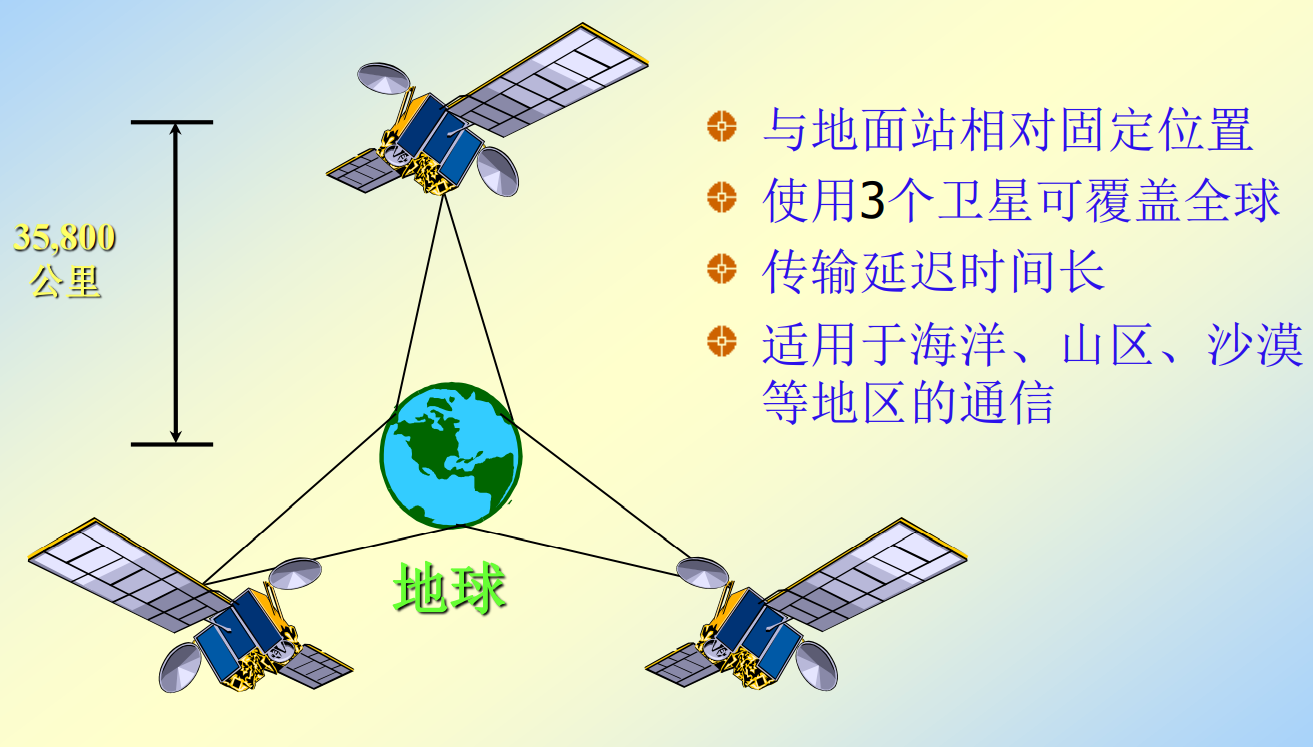 35,800
公里
与地面站相对固定位置
使用3个卫星可覆盖全球
传输延迟时间长
适用于海洋、山区、沙漠
等地区的通信
地球